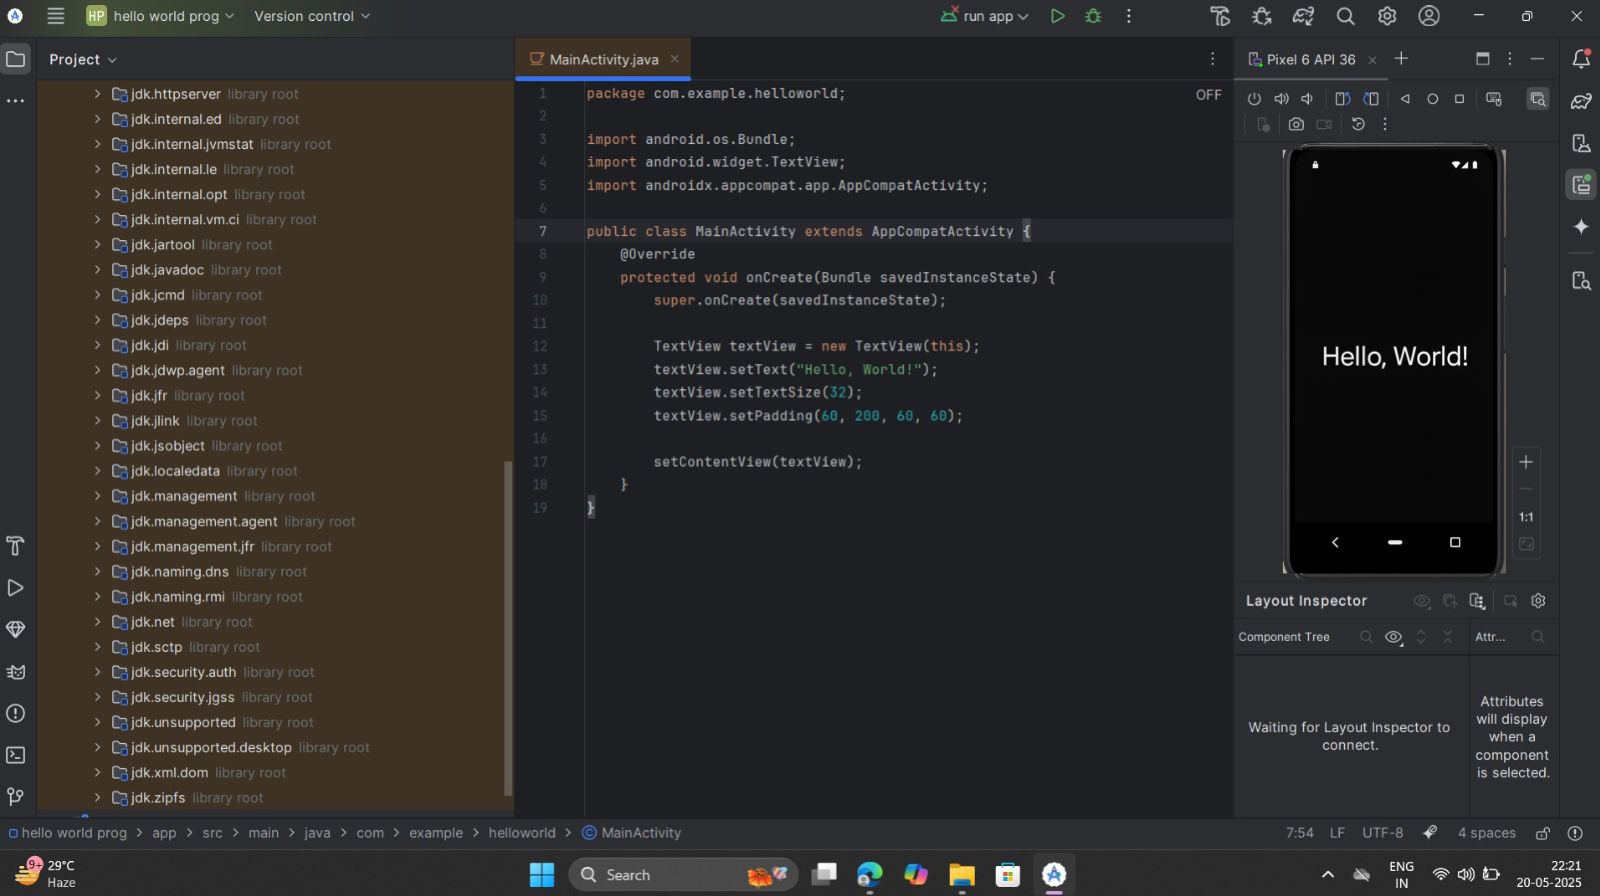 HP hello world prog Version control run app
Project
jdk.httpserver library root
jdk.internal.ed library root
jdk.internal.jvmstat library root
jdk.internal.le library root
jdk.internal.opt library root
jdk.internal.vm.ci library root
jdk.jartool library root
jdk.javadoc library root
jdk.jcmd library root
jdk.jdeps library root
jdk.jdi library root
jdk.jdwp.agent library root
jdk.jfr library root
jdk.jlink library root
jdk.jsobject library root
jdk.localedata library root
jdk.management library root
jdk.management.agent library root
jdk.management.jfr library root
jdk.naming.dns library root
jdk.naming.rmi library root
jdk.net library root
jdk.sctp library root
jdk.security.auth library root
jdk.security.jgss library root
jdk.unsupported library root
jdk.unsupported.desktop library root
jdk.xml.dom library root
jdk.zipfs library root
MainActivity.java
OFF
1 package com.example.helloworld;
2
3 import android.os.Bundle;
4 import android.widget.TextView;
5 import androidx.appcompat.app.AppCompatActivity;
6
7 public class MainActivity extends AppCompatActivity {
8 @Override
9 protected void onCreate(Bundle savedInstanceState) {
10 super.onCreate(savedInstanceState);
11
12 TextView textView = new TextView(this);
13 textView.setText("Hello, World!");
14 textView.setTextSize(32);
15 textView.setPadding(60, 200, 60, 60);
16
17 setContentView(textView);
18 }
19 }
Pixel 6 API 36
Hello, World!
1:1
Layout Inspector
Component Tree
Attr...
Waiting for Layout Inspector to
connect.
Attributes
will display
when a
component
is selected.
hello world prog > app > src > main > java > com > example > helloworld > MainActivity
7:54 LF UTF-8 4 spaces
9+
29°C
Haze
Search
ENG
IN
22:21
20-05-2025